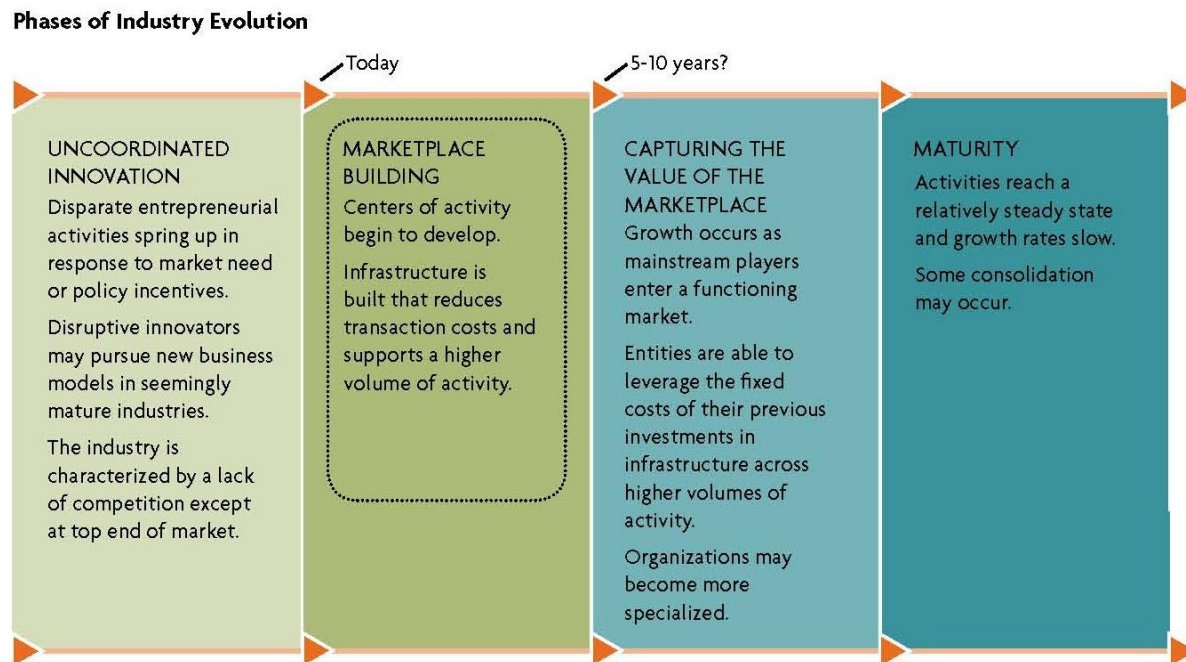 Phases of Industry Evolution
Today
5-10 years?
UNCOORDINATED
INNOVATION
Disparate entrepreneurial
activities spring up in
response to market need
or policy incentives.
Disruptive innovators
may pursue new business
models in seemingly
mature industries.
The industry is
characterized by a lack
of competition except
at top end of market.
MARKETPLACE
BUILDING
Centers of activity
begin to develop.
Infrastructure is
built that reduces
transaction costs and
supports a higher
volume of activity.
CAPTURING THE
VALUE OF THE
MARKETPLACE
Growth occurs as
mainstream players
enter a functioning
market.
Entities are able to
leverage the fixed
costs of their previous
investments in
infrastructure across
higher volumes of
activity.
Organizations may
become more
specialized.
MATURITY
Activities reach a
relatively steady state
and growth rates slow.
Some consolidation
may occur.